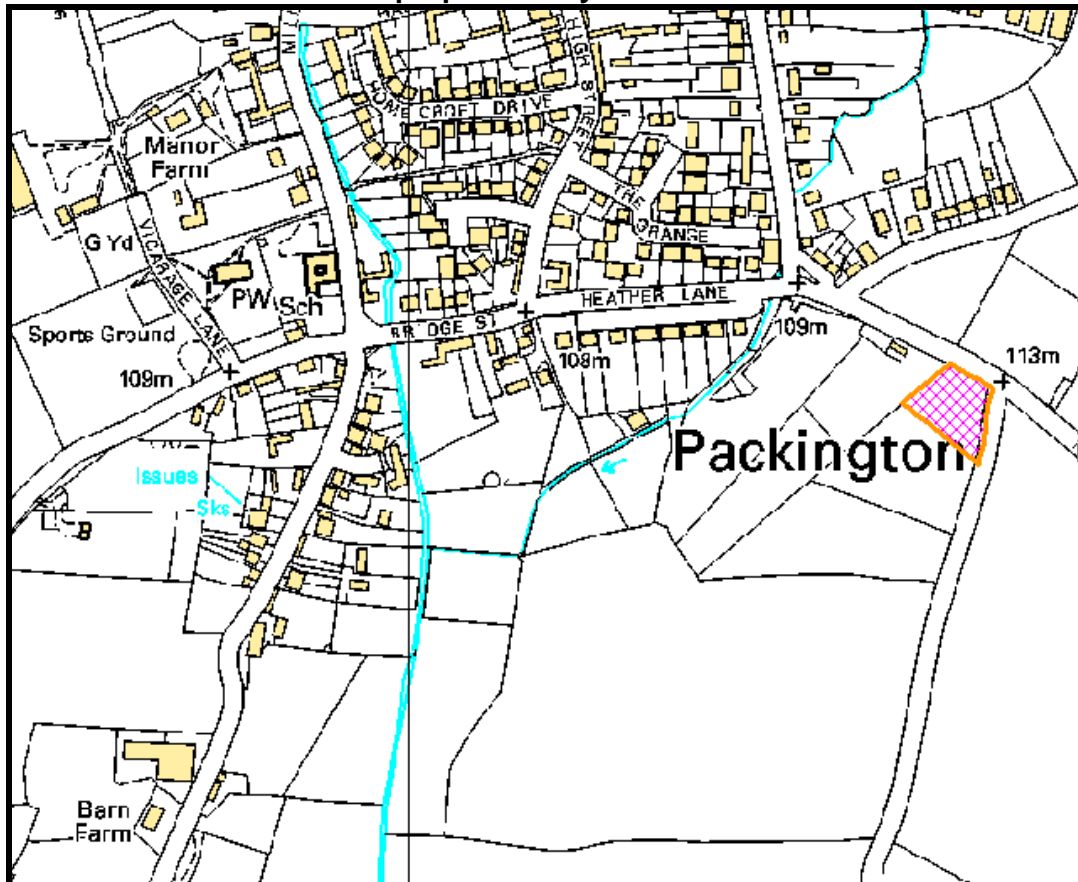 HOME CROFT DRIVE
HIGH STREET
Manor
Farm
THE GRANGE
VICARAGE LANE
G Yd
PW
Sch
HEATHER LANE
BRIDGE ST
Sports Ground
109m
109m
108m
113m
Packington
Issues
Sks
B
Barn
Farm